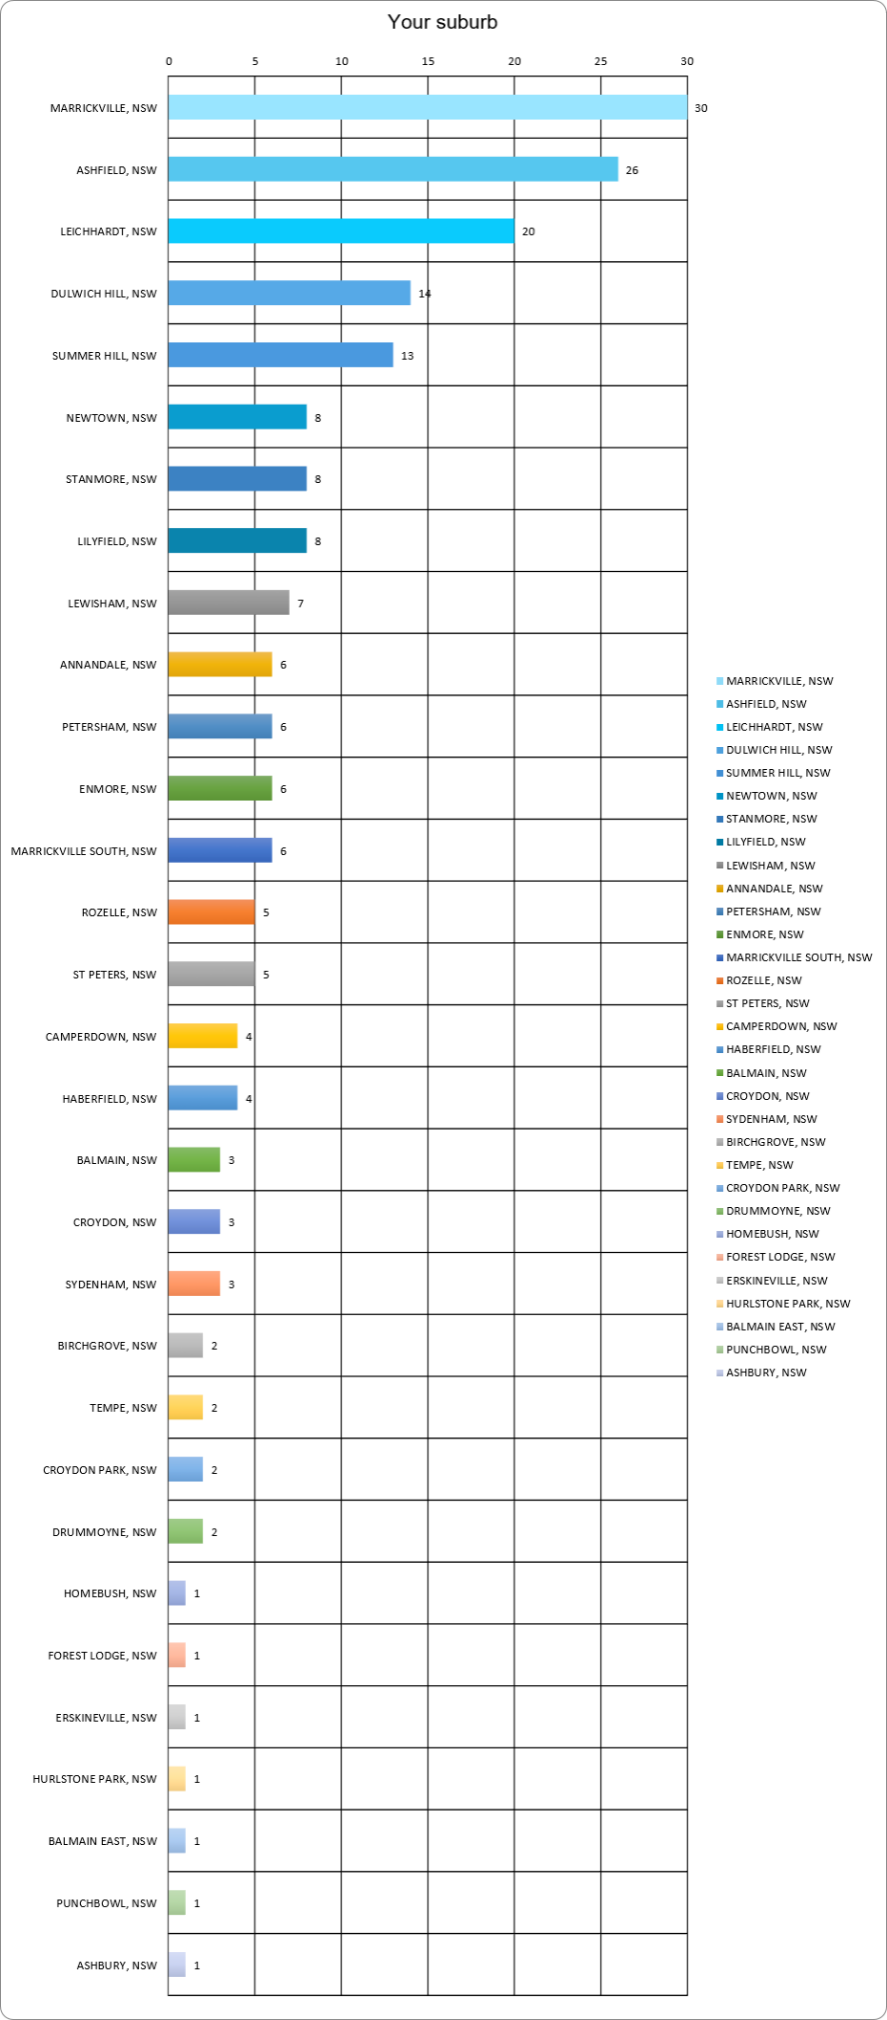 Your suburb
0 5 10 15 20 25 30
MARRICKVILLE, NSW 30
ASHFIELD, NSW 26
LEICHHARDT, NSW 20
DULWICH HILL, NSW 14
SUMMER HILL, NSW 13
NEWTOWN, NSW 8
STANMORE, NSW 8
LILYFIELD, NSW 8
LEWISHAM, NSW 7
ANNANDALE, NSW 6
PETERSHAM, NSW 6
ENMORE, NSW 6
MARRICKVILLE SOUTH, NSW 6
ROZELLE, NSW 5
ST PETERS, NSW 5
CAMPERDOWN, NSW 4
HABERFIELD, NSW 4
BALMAIN, NSW 3
CROYDON, NSW 3
SYDENHAM, NSW 3
BIRCHGROVE, NSW 2
TEMPE, NSW 2
CROYDON PARK, NSW 2
DRUMMOYNE, NSW 2
HOMEBUSH, NSW 1
FOREST LODGE, NSW 1
ERSKINEVILLE, NSW 1
HURLSTONE PARK, NSW 1
BALMAIN EAST, NSW 1
PUNCHBOWL, NSW 1
ASHBURY, NSW 1
MARRICKVILLE, NSW
ASHFIELD, NSW
LEICHHARDT, NSW
DULWICH HILL, NSW
SUMMER HILL, NSW
NEWTOWN, NSW
STANMORE, NSW
LILYFIELD, NSW
LEWISHAM, NSW
ANNANDALE, NSW
PETERSHAM, NSW
ENMORE, NSW
MARRICKVILLE SOUTH, NSW
ROZELLE, NSW
ST PETERS, NSW
CAMPERDOWN, NSW
HABERFIELD, NSW
BALMAIN, NSW
CROYDON, NSW
SYDENHAM, NSW
BIRCHGROVE, NSW
TEMPE, NSW
CROYDON PARK, NSW
DRUMMOYNE, NSW
HOMEBUSH, NSW
FOREST LODGE, NSW
ERSKINEVILLE, NSW
HURLSTONE PARK, NSW
BALMAIN EAST, NSW
PUNCHBOWL, NSW
ASHBURY, NSW